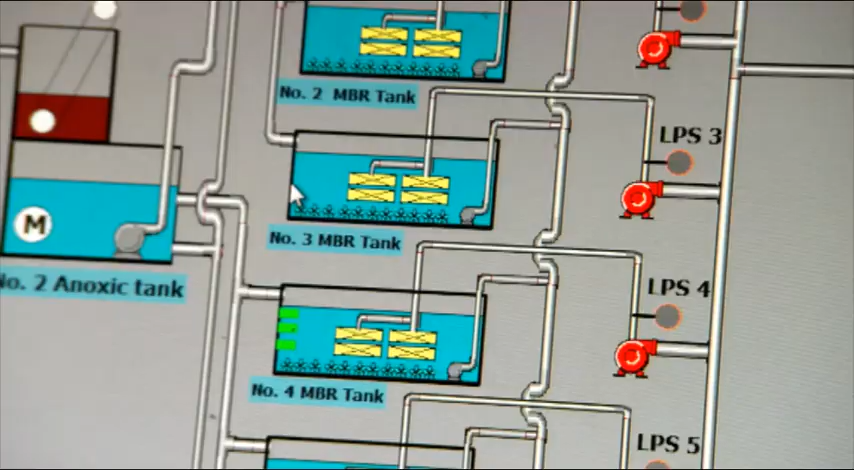 No. 2 MBR Tank
LPS 3
M
No. 3 MBR Tank
No. 2 Anoxic tank
LPS 4
No. 4 MBR Tank
LPS 5